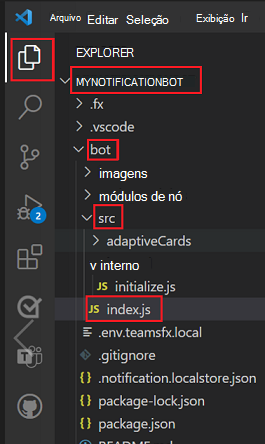 Arquivo Editar Seleção Exibição Ir
EXPLORER
MYNOTIFICATIONBOT
.fx
.vscode
bot
imagens
módulos de nó
src
adaptiveCards
v interno
JS initialize.js
JS index.js
.env.teamsfx.local
.gitignore
{} .notification.localstore.json
{} package-lock.json
{} package.json
2